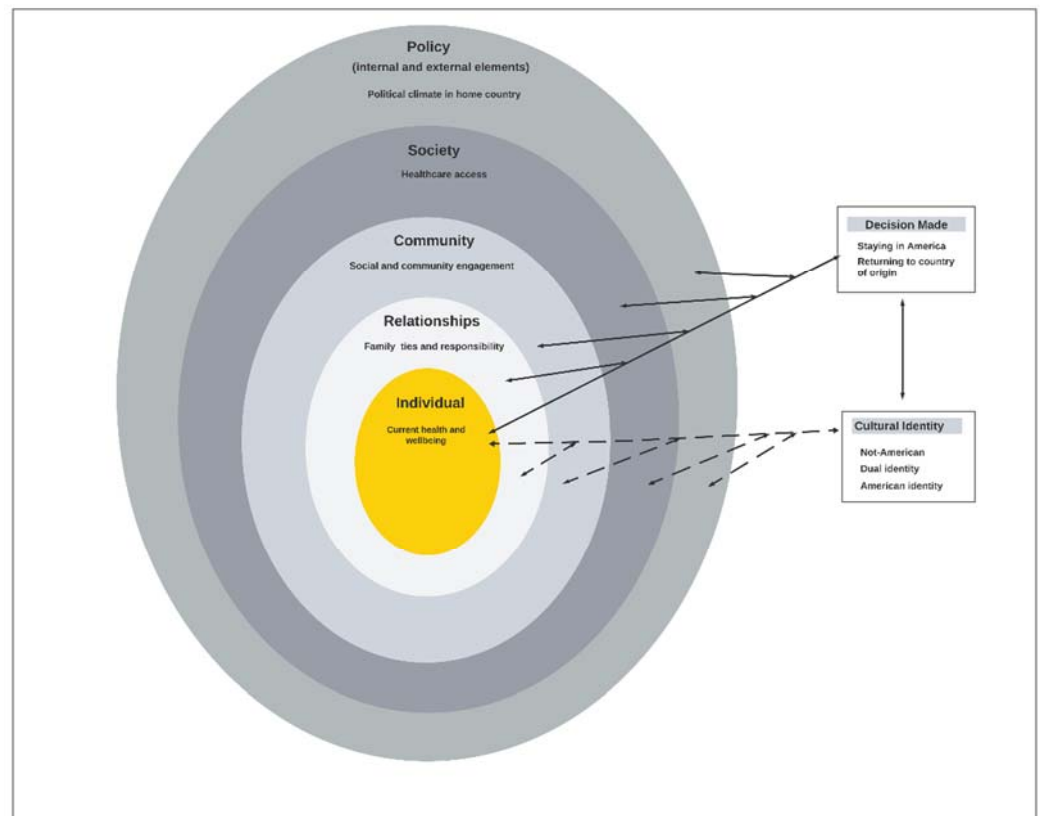 Policy
(internal and external elements)
Political climate in home country
Society
Healthcare access
Community
Social and community engagement
Relationships
Family ties and responsibility
Individual
Current health and
wellbeing
Decision Made
Staying in America
Returning to country
of origin
Cultural Identity
Not-American
Dual identity
American identity